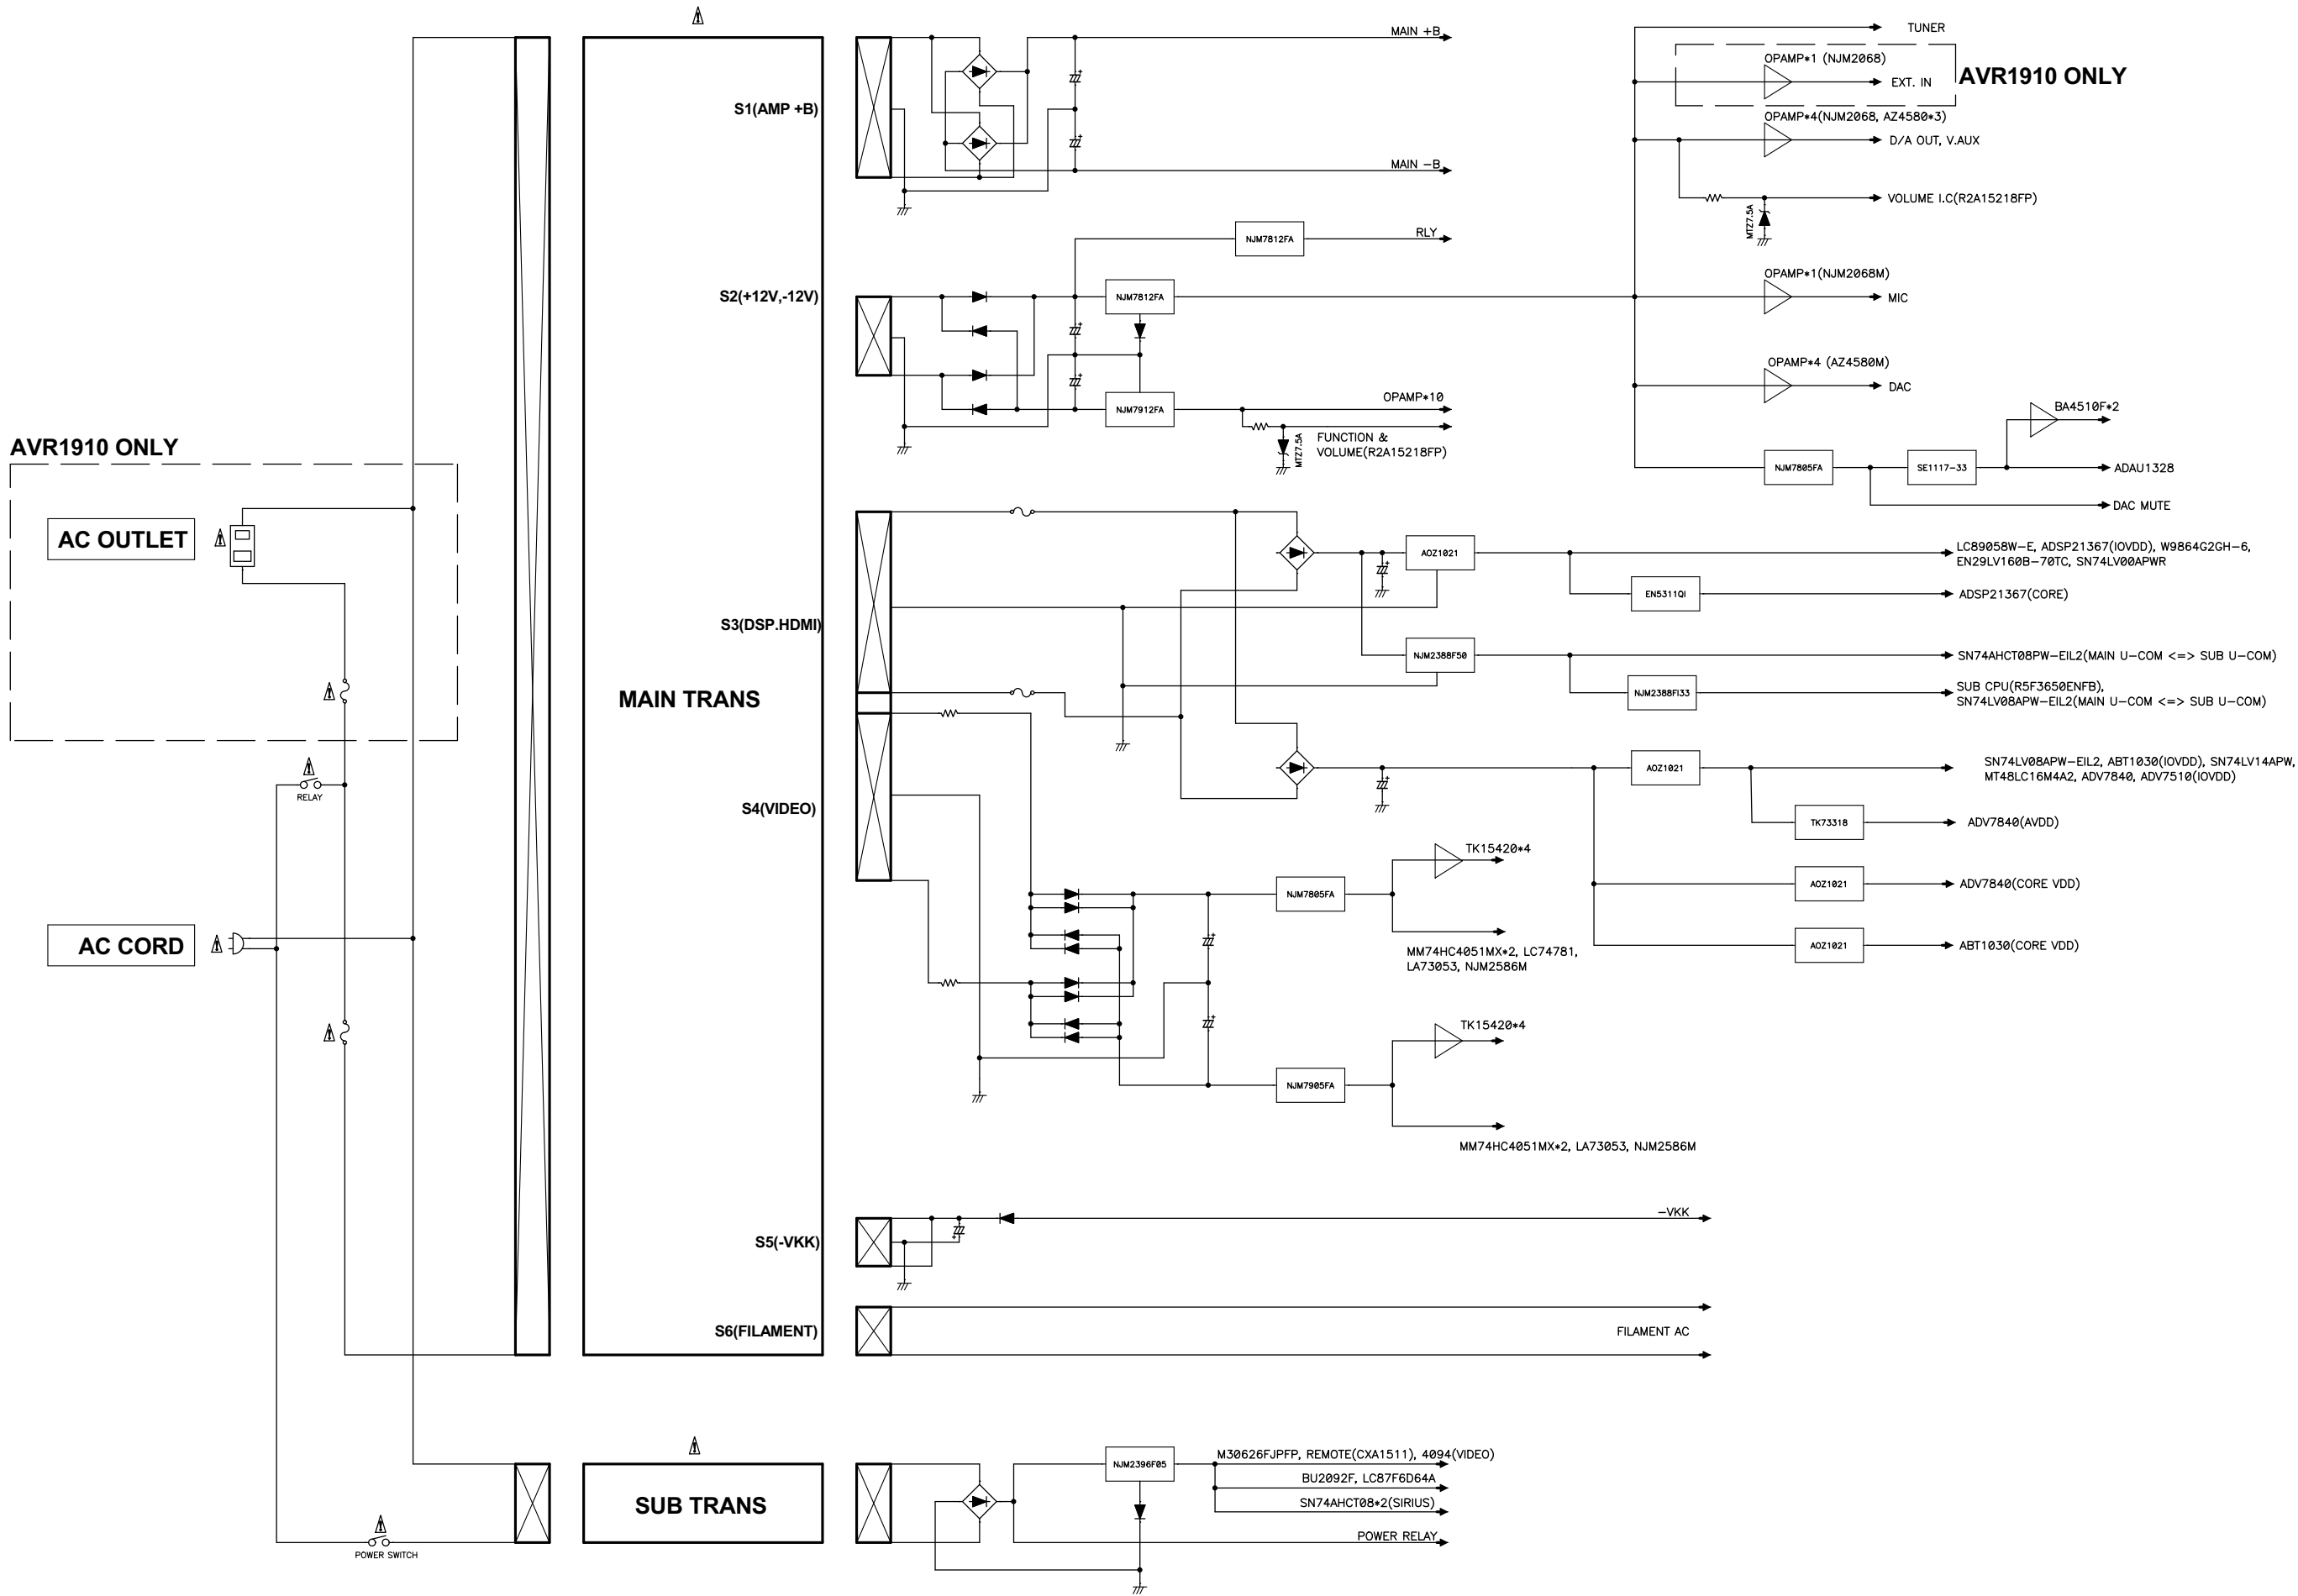 TUNER
OPAMP*1 (NJM2068)
EXT. IN
AVR1910 ONLY
OPAMP*4(NJM2068, AZ4580*3)
D/A OUT, V.AUX
VOLUME I.C(R2A15218FP)
MTZ7.5A
MAIN +B
S1(AMP +B)
MAIN -B
NJM7812FA
RLY
S2(+12V,-12V)
NJM7812FA
OPAMP*1(NJM2068M)
MIC
OPAMP*4 (AZ4580M)
DAC
NJM7912FA
OPAMP*10
MTZ7.5A
FUNCTION &
VOLUME(R2A15218FP)
BA4510F*2
NJM7805FA
SE1117-33
ADAU1328
DAC MUTE
AVR1910 ONLY
AC OUTLET
AOZ1021
LC89058W-E, ADSP21367(IOVDD), W9864G2GH-6,
EN29LV160B-70TC, SN74LV00APWR
EN5311QI
ADSP21367(CORE)
S3(DSP.HDMI)
NJM2388F50
SN74AHCT08PW-EIL2(MAIN U-COM <=> SUB U-COM)
NJM2388FI33
SUB CPU(R5F3650ENFB),
SN74LV08APW-EIL2(MAIN U-COM <=> SUB U-COM)
MAIN TRANS
RELAY
AOZ1021
SN74LV08APW-EIL2, ABT1030(IOVDD), SN74LV14APW,
MT48LC16M4A2, ADV7840, ADV7510(IOVDD)
S4(VIDEO)
TK73318
ADV7840(AVDD)
TK15420*4
NJM7805FA
AOZ1021
ADV7840(CORE VDD)
AC CORD
MM74HC4051MX*2, LC74781,
LA73053, NJM2586M
AOZ1021
ABT1030(CORE VDD)
TK15420*4
NJM7905FA
MM74HC4051MX*2, LA73053, NJM2586M
S5(-VKK)
-VKK
S6(FILAMENT)
FILAMENT AC
SUB TRANS
NJM2396F05
M30626FJPFP, REMOTE(CXA1511), 4094(VIDEO)
BU2092F, LC87F6D64A
SN74AHCT08*2(SIRIUS)
POWER RELAY
POWER SWITCH